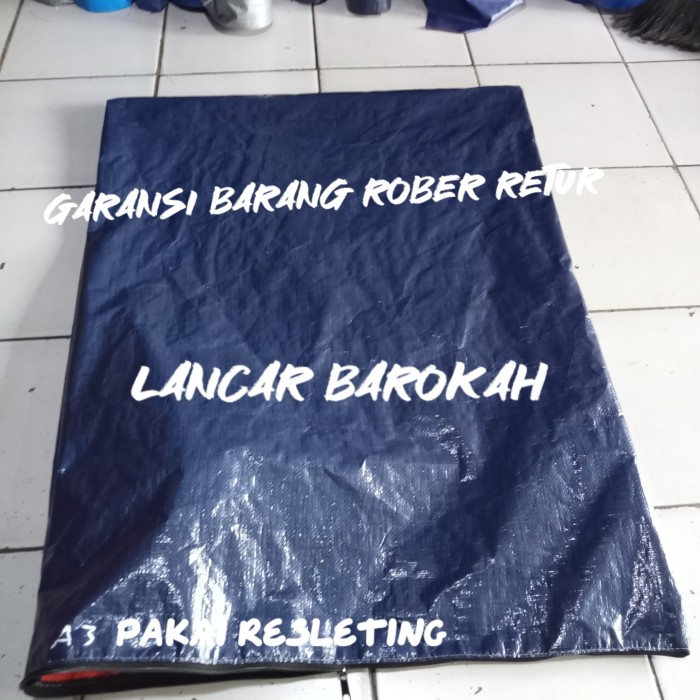 GARANSI BARANG ROBER RETUR
LANCAR BAROKAH
A3 PAKAI RESLETING